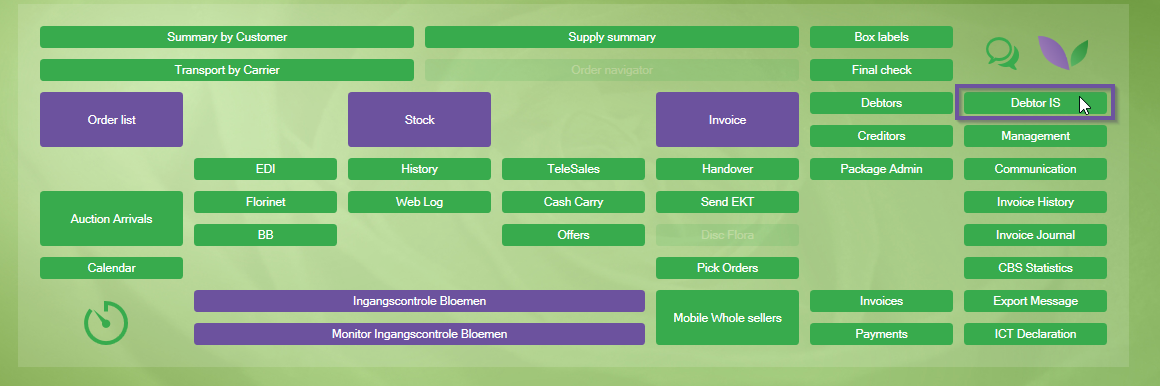 Summary by Customer
Supply summary
Box labels
Transport by Carrier
Order navigator
Final check
Order list
Stock
Invoice
Debtors
Debtor IS
Creditors
Management
EDI
History
TeleSales
Handover
Package Admin
Communication
Auction Arrivals
Florinet
Web Log
Cash Carry
Send EKT
Invoice History
BB
Offers
Disc Flora
Invoice Journal
Calendar
Pick Orders
CBS Statistics
Ingangscontrole Bloemen
Mobile Whole sellers
Invoices
Export Message
Monitor Ingangscontrole Bloemen
Payments
ICT Declaration